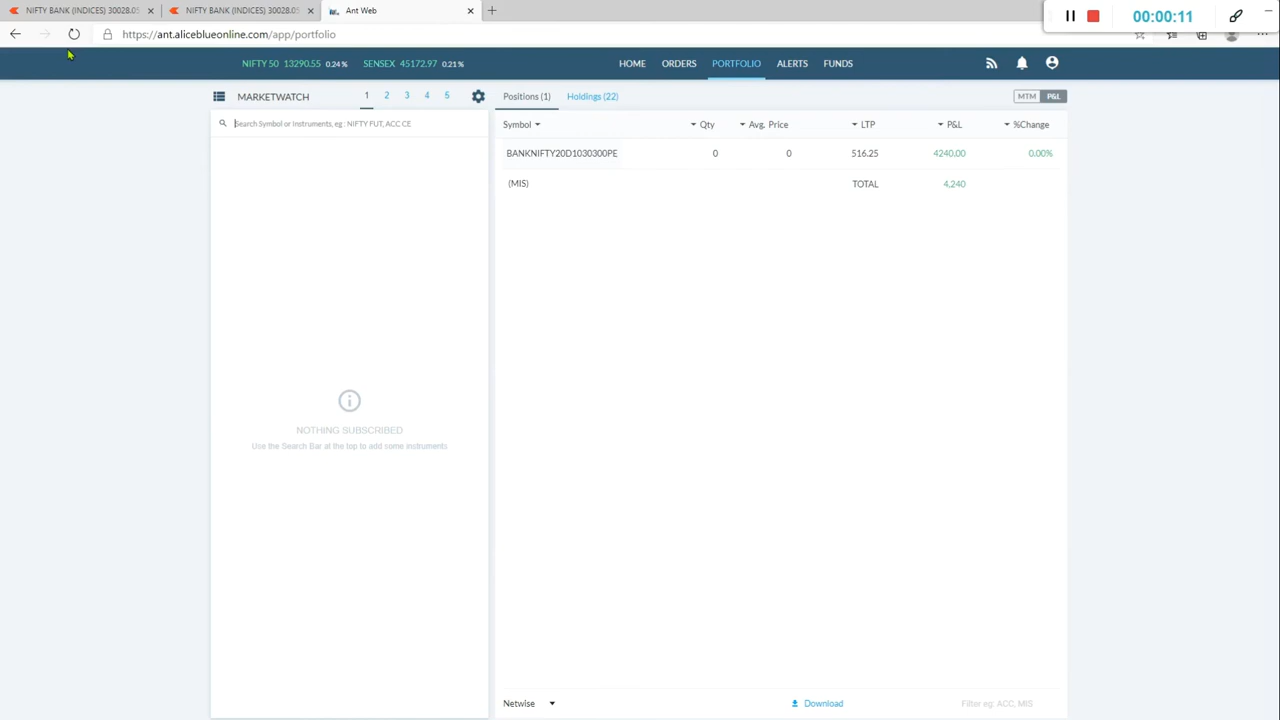 NIFTY BANK (INDICES) 30028.05
NIFTY BANK (INDICES) 30028.05
Ant Web
00:00:11
https://ant.aliceblueonline.com/app/portfolio
NIFTY 50 13290.55 0.24 %
SENSEX 45172.97 0.21 %
HOME ORDERS PORTFOLIO ALERTS FUNDS
MARKETWATCH 1 2 3 4 5
Positions (1) Holdings (22) MTM P&L
Search Symbol or Instruments, eg : NIFTY FUT, ACC CE
Symbol Qty Avg. Price LTP P&L %Change
BANKNIFTY20D1030300PE 0 0 516.25 4240.00 0.00%
(MIS) TOTAL 4,240
NOTHING SUBSCRIBED
Use the Search Bar at the top to add some instruments
Netwise Download Filter eg: ACC, MIS